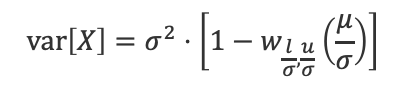 var[X] = σ² · [1 − w_{l/σ, u/σ}(μ/σ)]